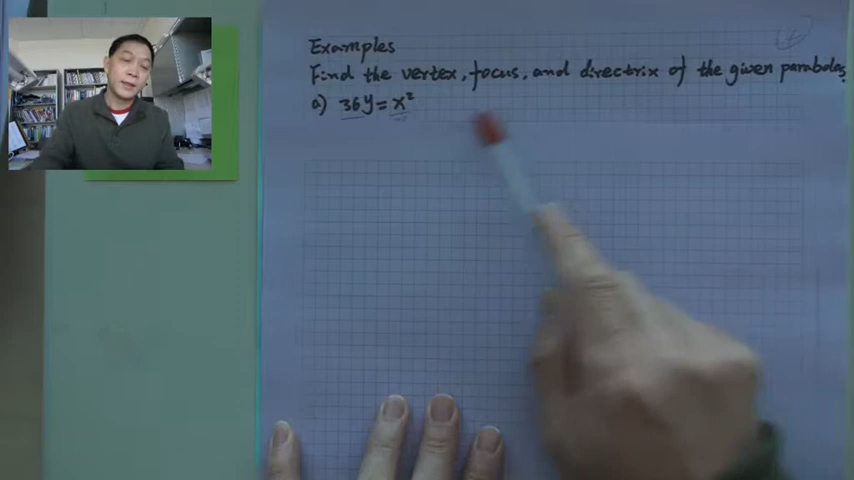 Examples
Find the vertex, focus, and directrix of the given parabolas
a) 36y = x²